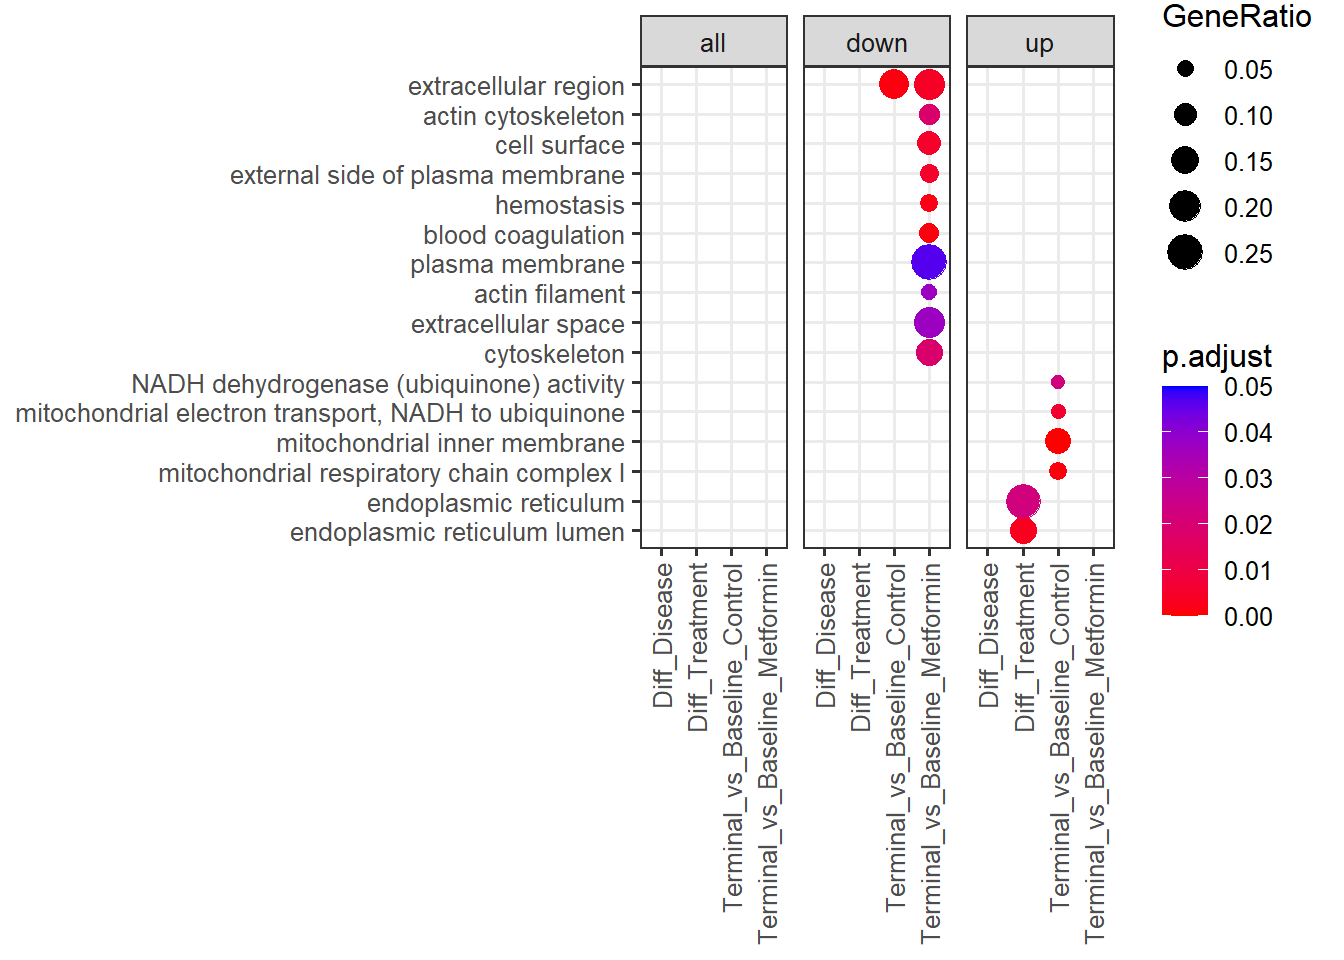 all
down
up
extracellular region
actin cytoskeleton
cell surface
external side of plasma membrane
hemostasis
blood coagulation
plasma membrane
actin filament
extracellular space
cytoskeleton
NADH dehydrogenase (ubiquinone) activity
mitochondrial electron transport, NADH to ubiquinone
mitochondrial inner membrane
mitochondrial respiratory chain complex I
endoplasmic reticulum
endoplasmic reticulum lumen
Diff_Disease
Diff_Treatment
Terminal_vs_Baseline_Control
Terminal_vs_Baseline_Metformin
Diff_Disease
Diff_Treatment
Terminal_vs_Baseline_Control
Terminal_vs_Baseline_Metformin
Diff_Disease
Diff_Treatment
Terminal_vs_Baseline_Control
Terminal_vs_Baseline_Metformin
GeneRatio
0.05
0.10
0.15
0.20
0.25
p.adjust
0.05
0.04
0.03
0.02
0.01
0.00